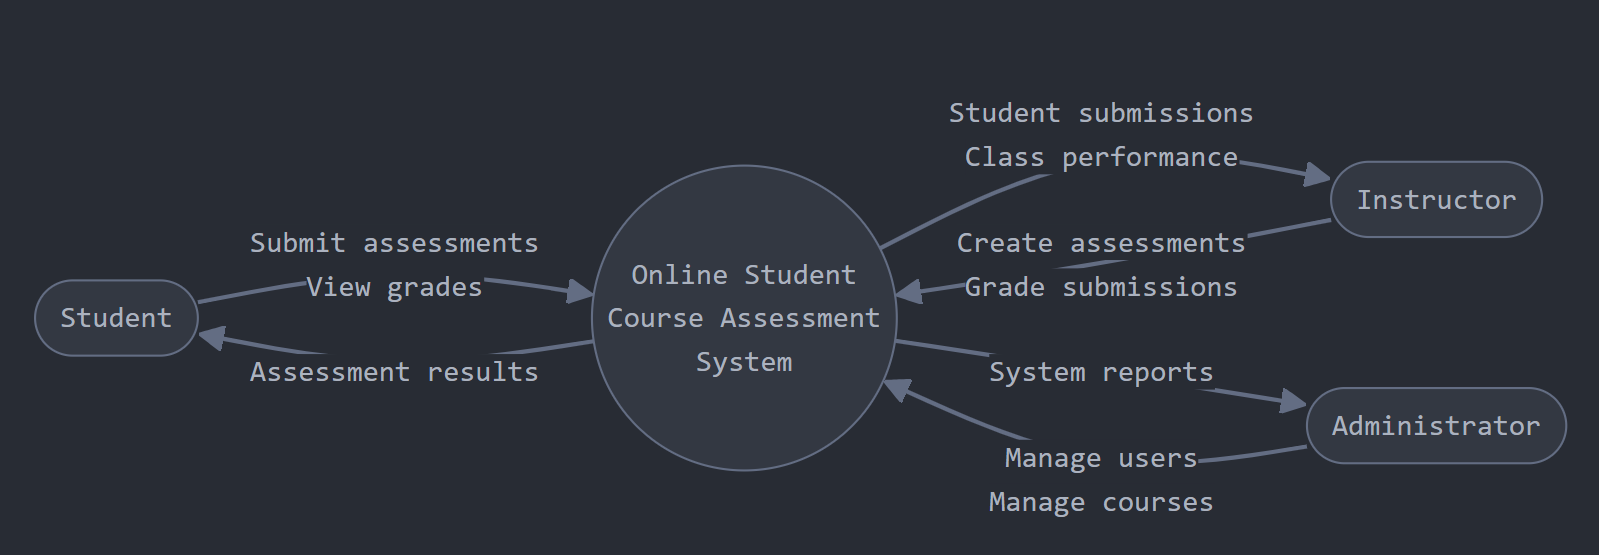 Student
Submit assessments
View grades
Assessment results
Online Student
Course Assessment
System
Student submissions
Class performance
Create assessments
Grade submissions
System reports
Manage users
Manage courses
Instructor
Administrator